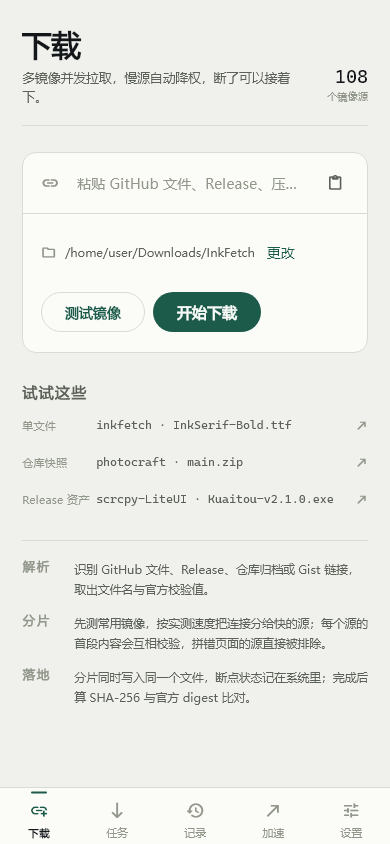 下载
多镜像并发拉取，慢源自动降权，断了可以接着
下。
108
个镜像源
粘贴 GitHub 文件、Release、压...
/home/user/Downloads/InkFetch 更改
测试镜像 开始下载
试试这些
单文件 inkfetch · InkSerif-Bold.ttf
仓库快照 photocraft · main.zip
Release 资产 scrcpy-LiteUI · Kuaitou-v2.1.0.exe
解析 识别 GitHub 文件、Release、仓库归档或 Gist 链接，
取出文件名与官方校验值。
分片 先测常用镜像，按实测速度把连接分给快的源；每个源的
首段内容会互相校验，拼错页面的源直接被排除。
落地 分片同时写入同一个文件，断点状态记在系统里；完成后
算 SHA-256 与官方 digest 比对。
下载 任务 记录 加速 设置